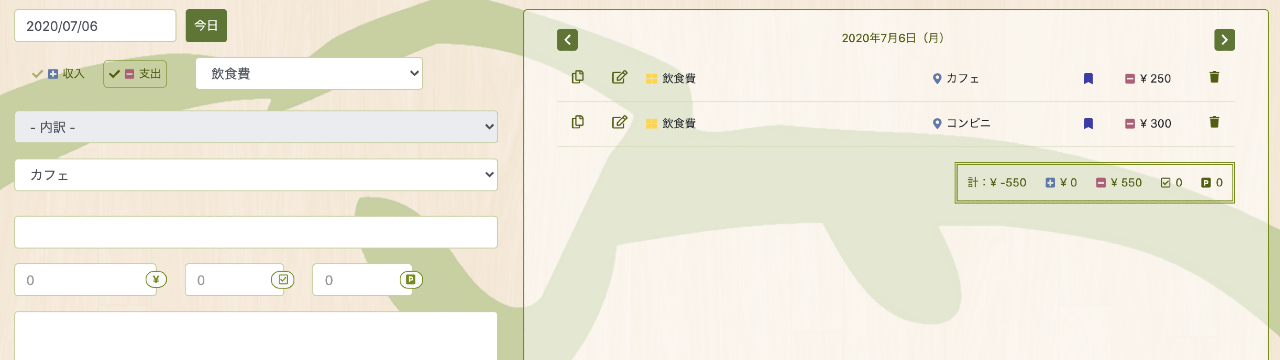 2020/07/06 今日
収入 支出 飲食費
- 内訳 -
カフェ
0 ¥ 0 0 P
2020年7月6日（月）
飲食費 カフェ ¥ 250
飲食費 コンビニ ¥ 300
計：¥ -550 ¥ 0 ¥ 550 0 P 0